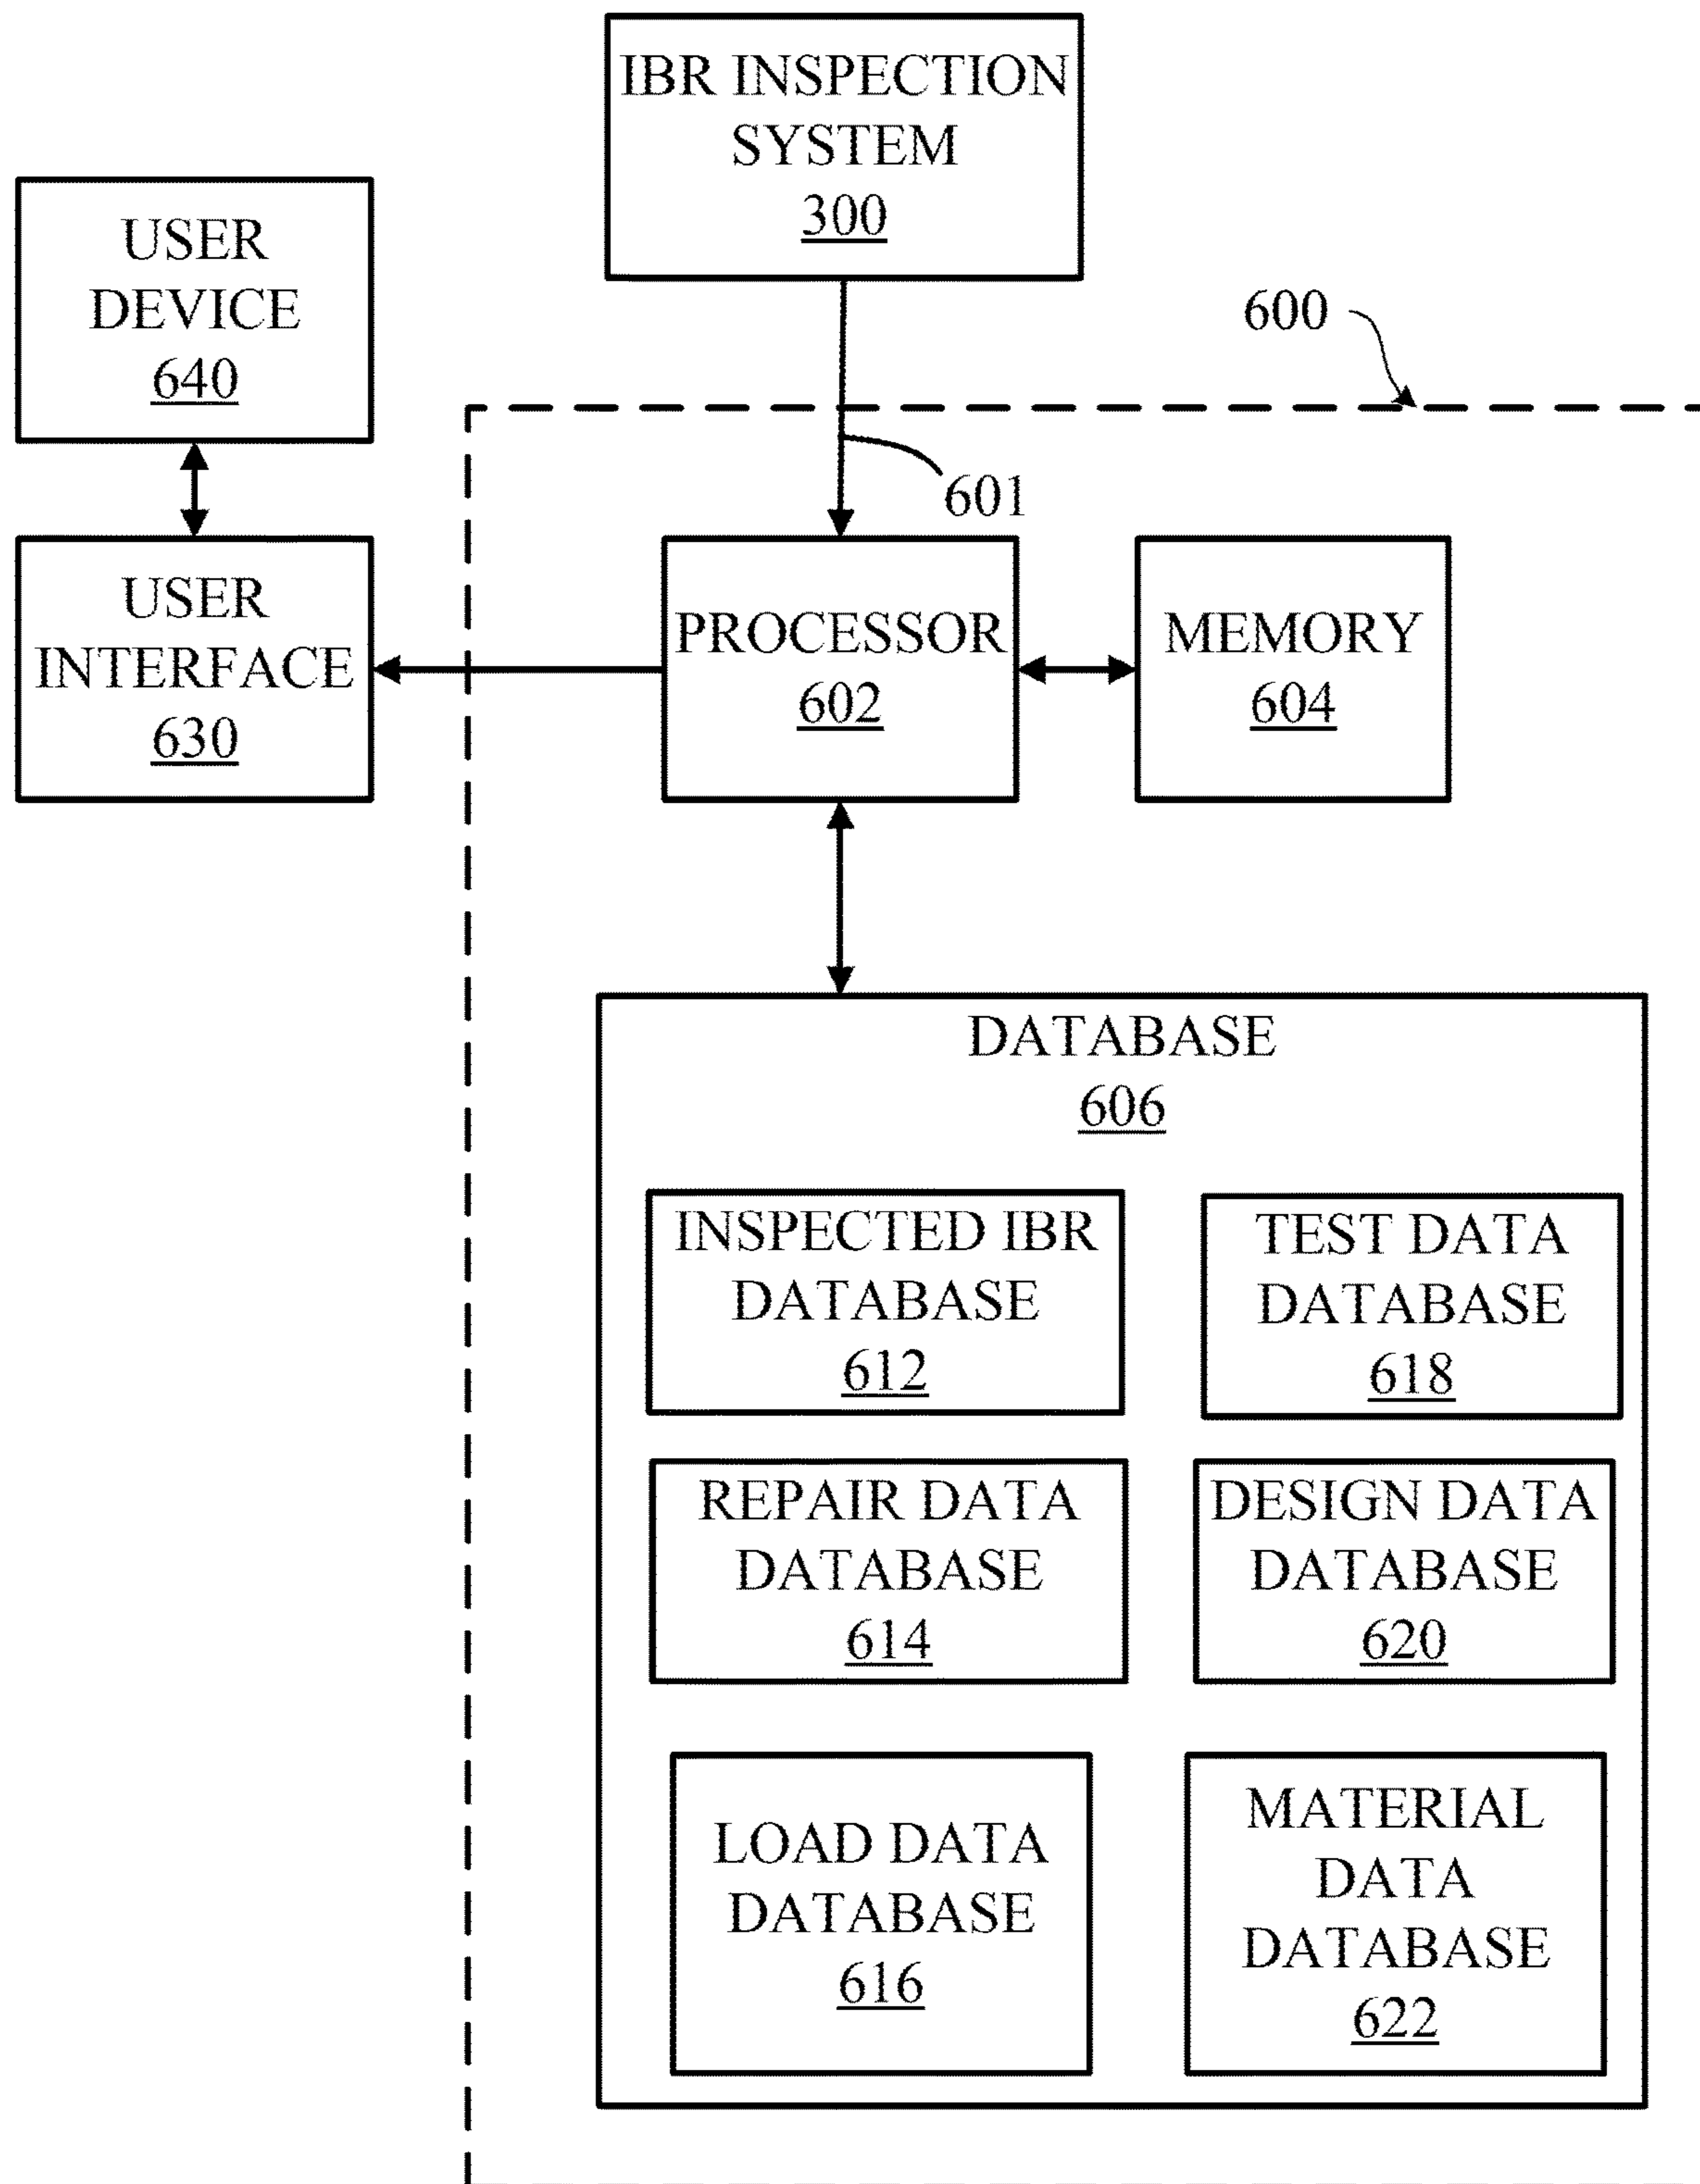 IBR INSPECTION
SYSTEM
300
USER
DEVICE
640
600
601
USER
INTERFACE
630
PROCESSOR
602
MEMORY
604
DATABASE
606
INSPECTED IBR
DATABASE
612
TEST DATA
DATABASE
618
REPAIR DATA
DATABASE
614
DESIGN DATA
DATABASE
620
LOAD DATA
DATABASE
616
MATERIAL
DATA
DATABASE
622